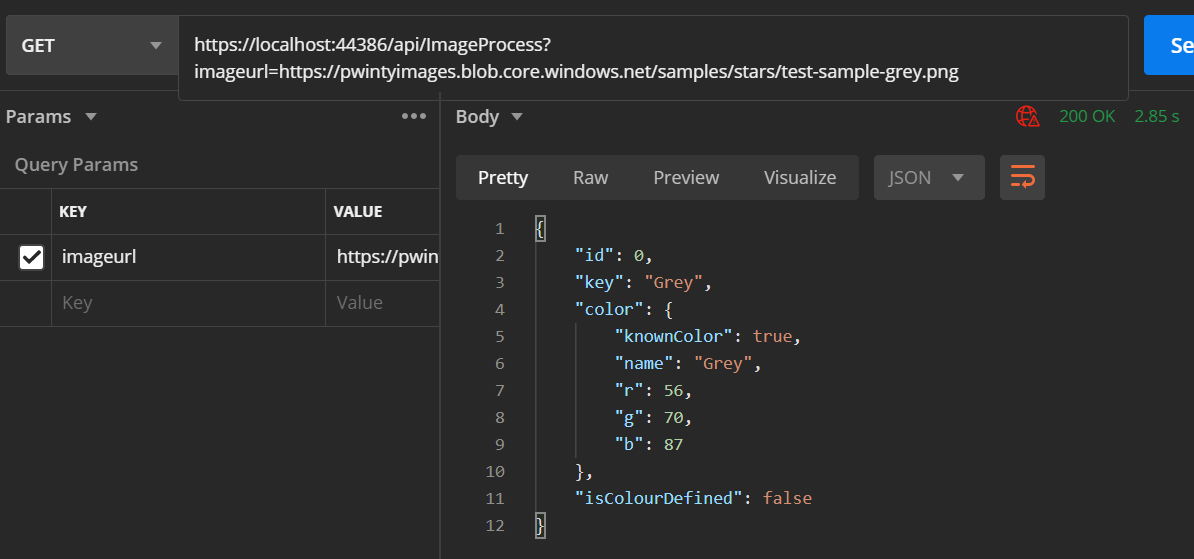 GET
https://localhost:44386/api/ImageProcess?
imageurl=https://pwintyimages.blob.core.windows.net/samples/stars/test-sample-grey.png
Se
Params
Body
200 OK
2.85 s
Query Params
Pretty
Raw
Preview
Visualize
JSON
KEY
VALUE
imageurl
https://pwin
Key
Value
1 {
2 "id": 0,
3 "key": "Grey",
4 "color": {
5 "knownColor": true,
6 "name": "Grey",
7 "r": 56,
8 "g": 70,
9 "b": 87
10 },
11 "isColourDefined": false
12 }